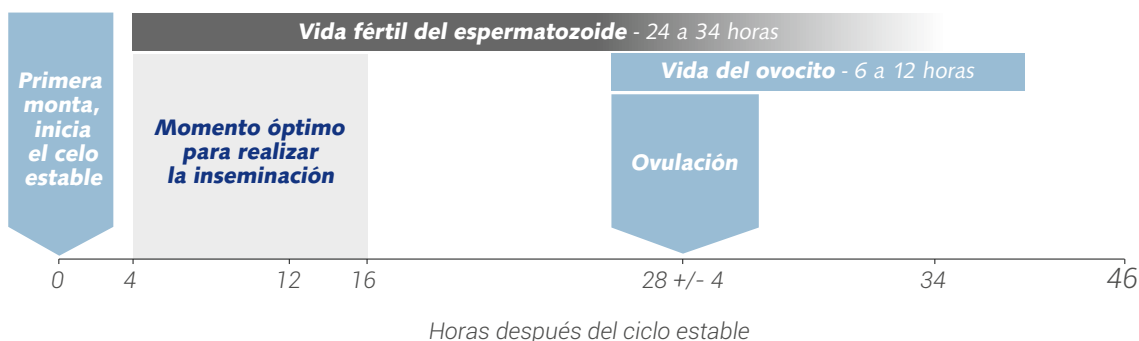 Vida fértil del espermatozoide - 24 a 34 horas
Vida del ovocito - 6 a 12 horas
Primera
monta,
inicia
el celo
estable
Momento óptimo
para realizar
la inseminación
Ovulación
0 4 12 16 28 +/- 4 34 46
Horas después del ciclo estable